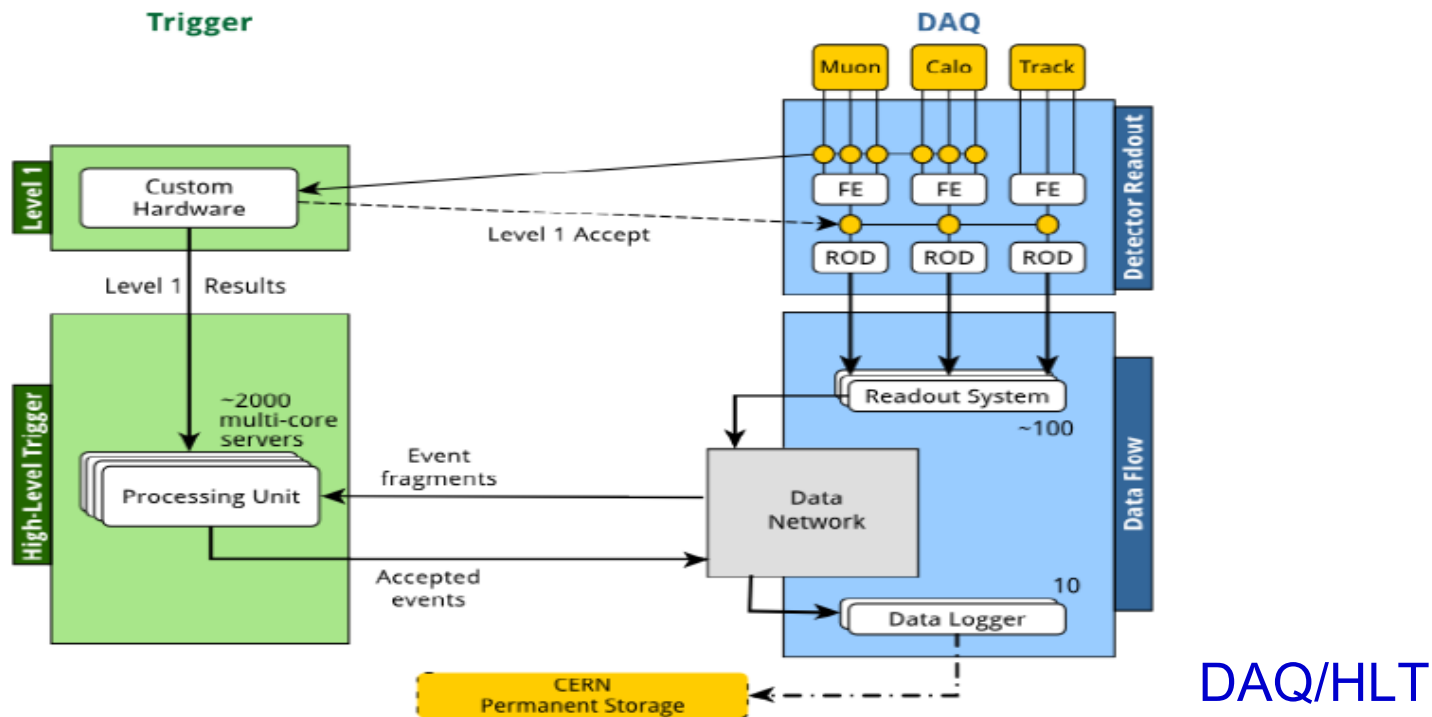 Trigger
DAQ
Muon
Calo
Track
Level 1
Custom
Hardware
FE
FE
FE
Detector Readout
Level 1 Accept
ROD
ROD
ROD
Level 1 Results
High-Level Trigger
~2000
multi-core
servers
Readout System
~100
Processing Unit
Event
fragments
Data
Network
Data Flow
Accepted
events
10
Data Logger
CERN
Permanent Storage
DAQ/HLT